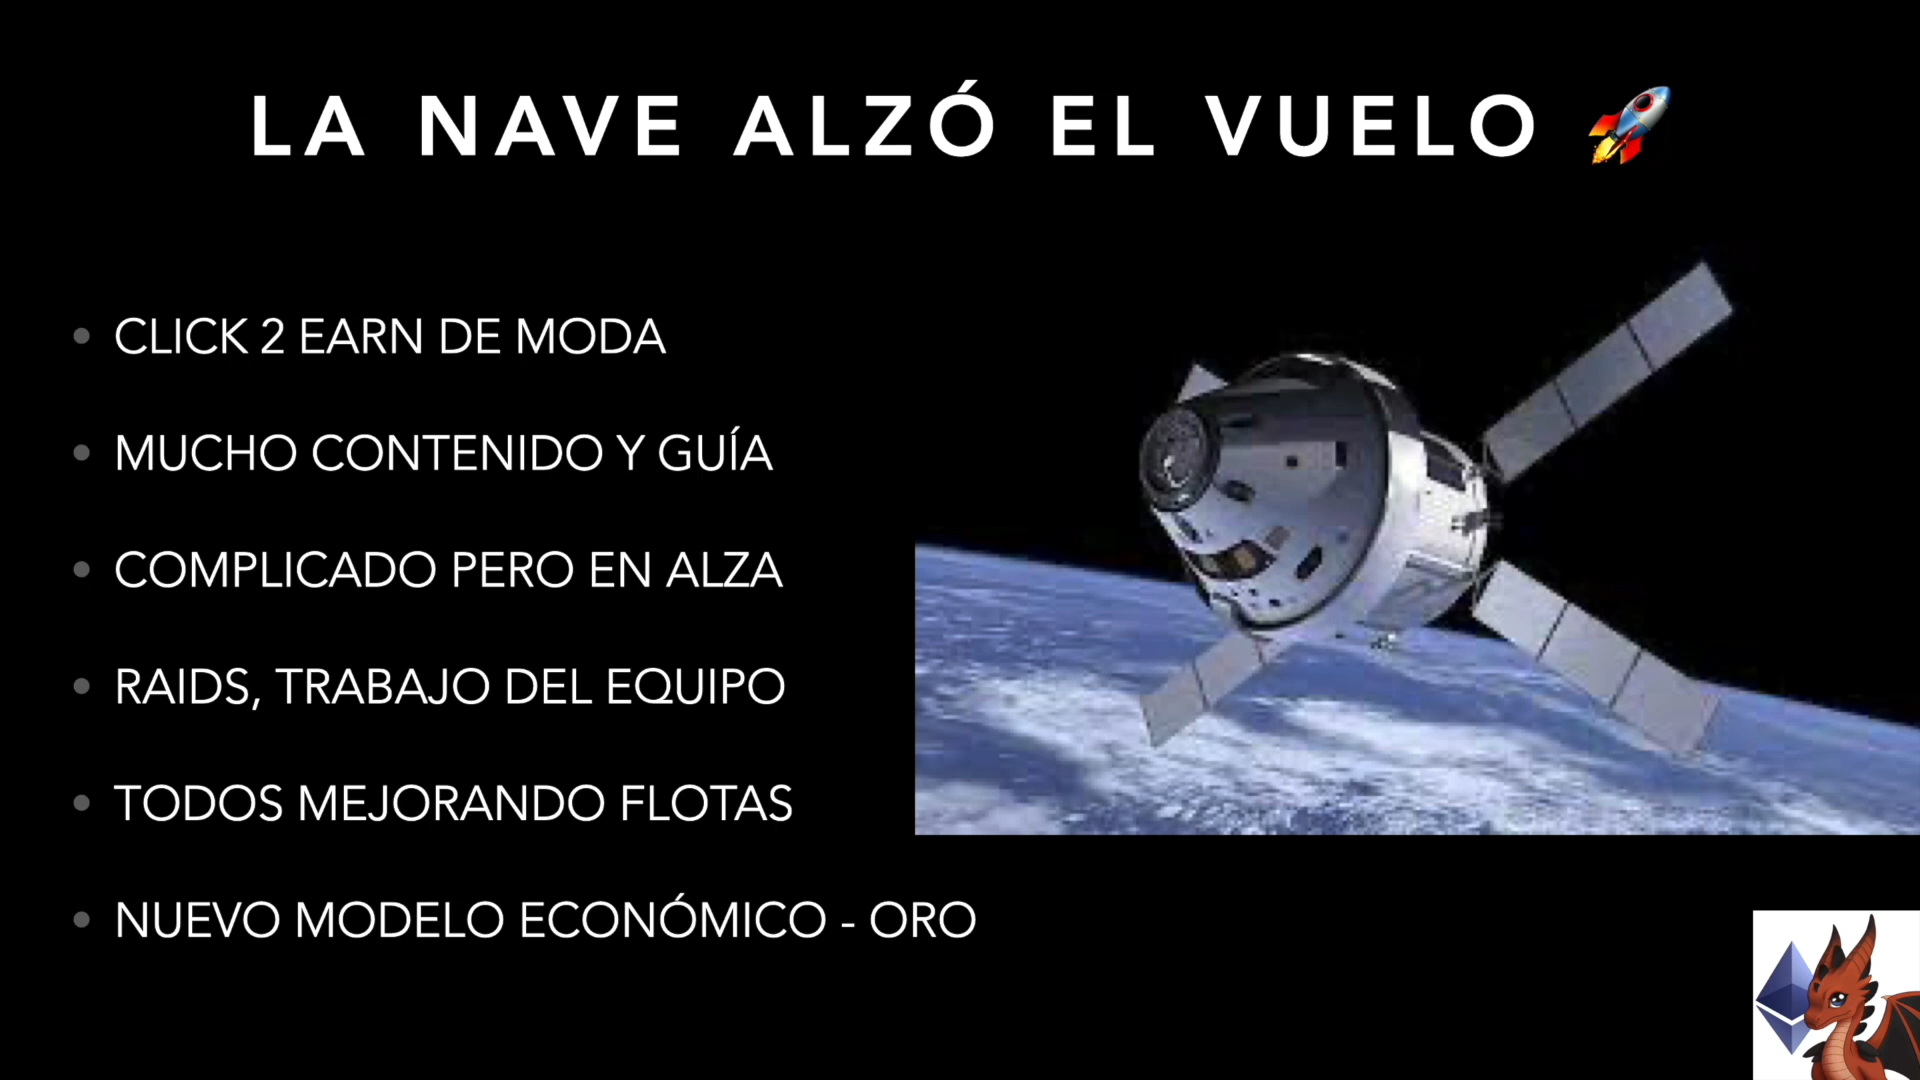 LA NAVE ALZÓ EL VUELO 🚀
• CLICK 2 EARN DE MODA
• MUCHO CONTENIDO Y GUÍA
• COMPLICADO PERO EN ALZA
• RAIDS, TRABAJO DEL EQUIPO
• TODOS MEJORANDO FLOTAS
• NUEVO MODELO ECONÓMICO - ORO